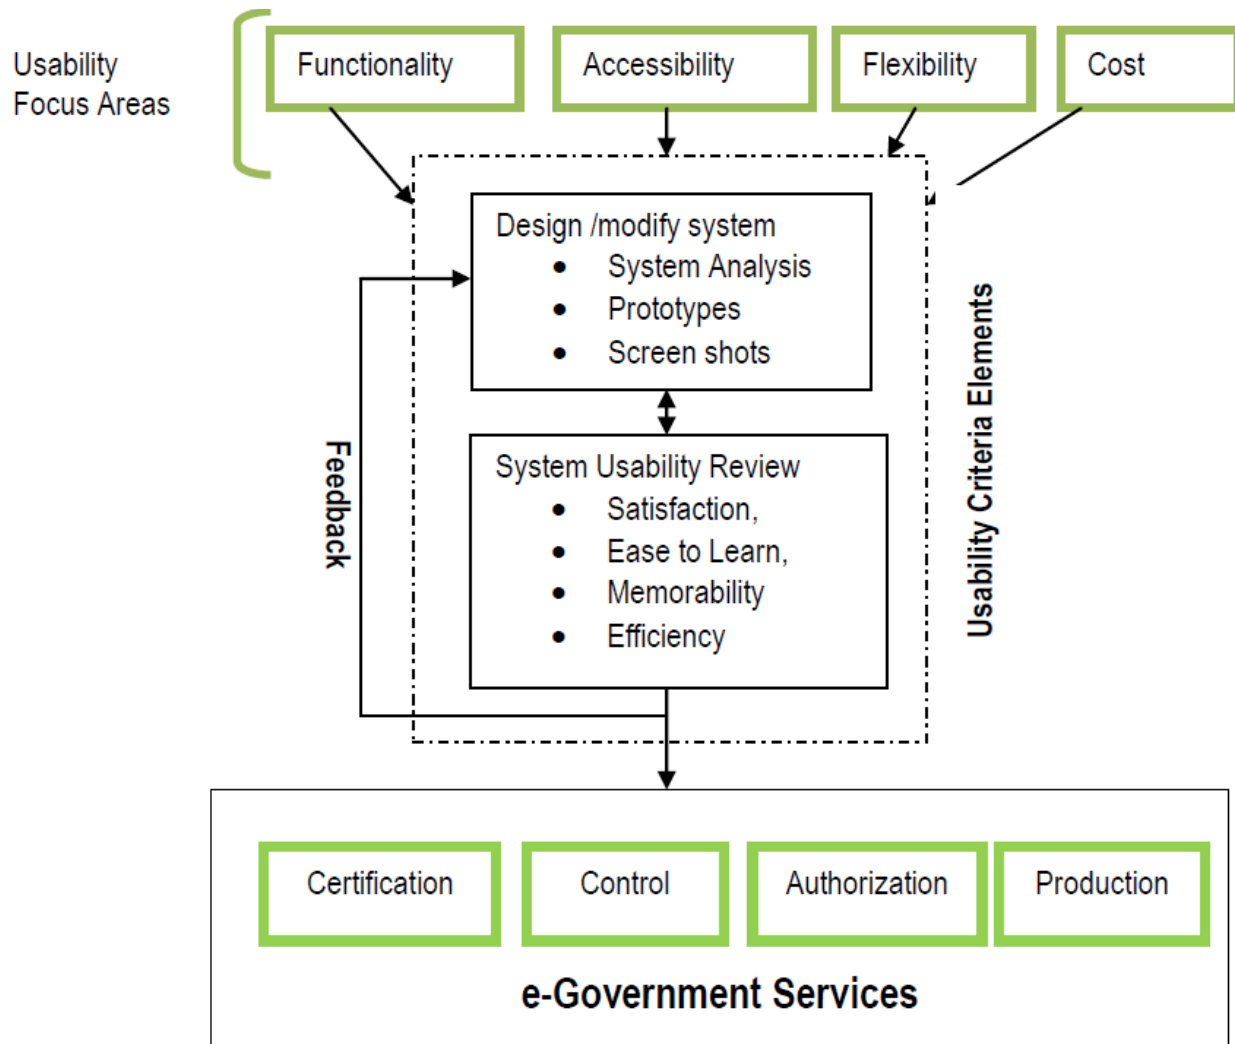 Usability
Focus Areas
Functionality
Accessibility
Flexibility
Cost
Design /modify system
• System Analysis
• Prototypes
• Screen shots
Feedback
Usability Criteria Elements
System Usability Review
• Satisfaction,
• Ease to Learn,
• Memorability
• Efficiency
Certification
Control
Authorization
Production
e-Government Services